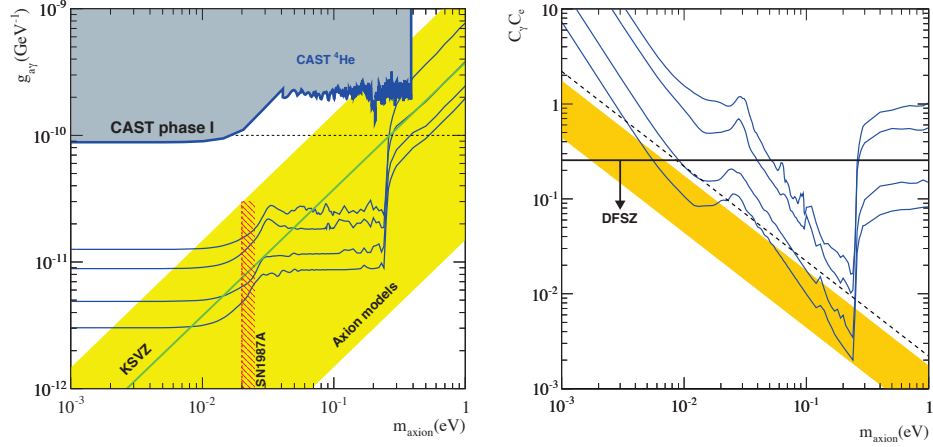 g_aγ(GeV⁻¹)
10⁻⁹
10⁻¹⁰
10⁻¹¹
10⁻¹²
CAST ⁴He
CAST phase I
KSVZ
SN1987A
Axion models
10⁻³
10⁻²
10⁻¹
1
m_axion(eV)
C_γC_e
10
1
10⁻¹
10⁻²
10⁻³
DFSZ
10⁻³
10⁻²
10⁻¹
1
m_axion(eV)